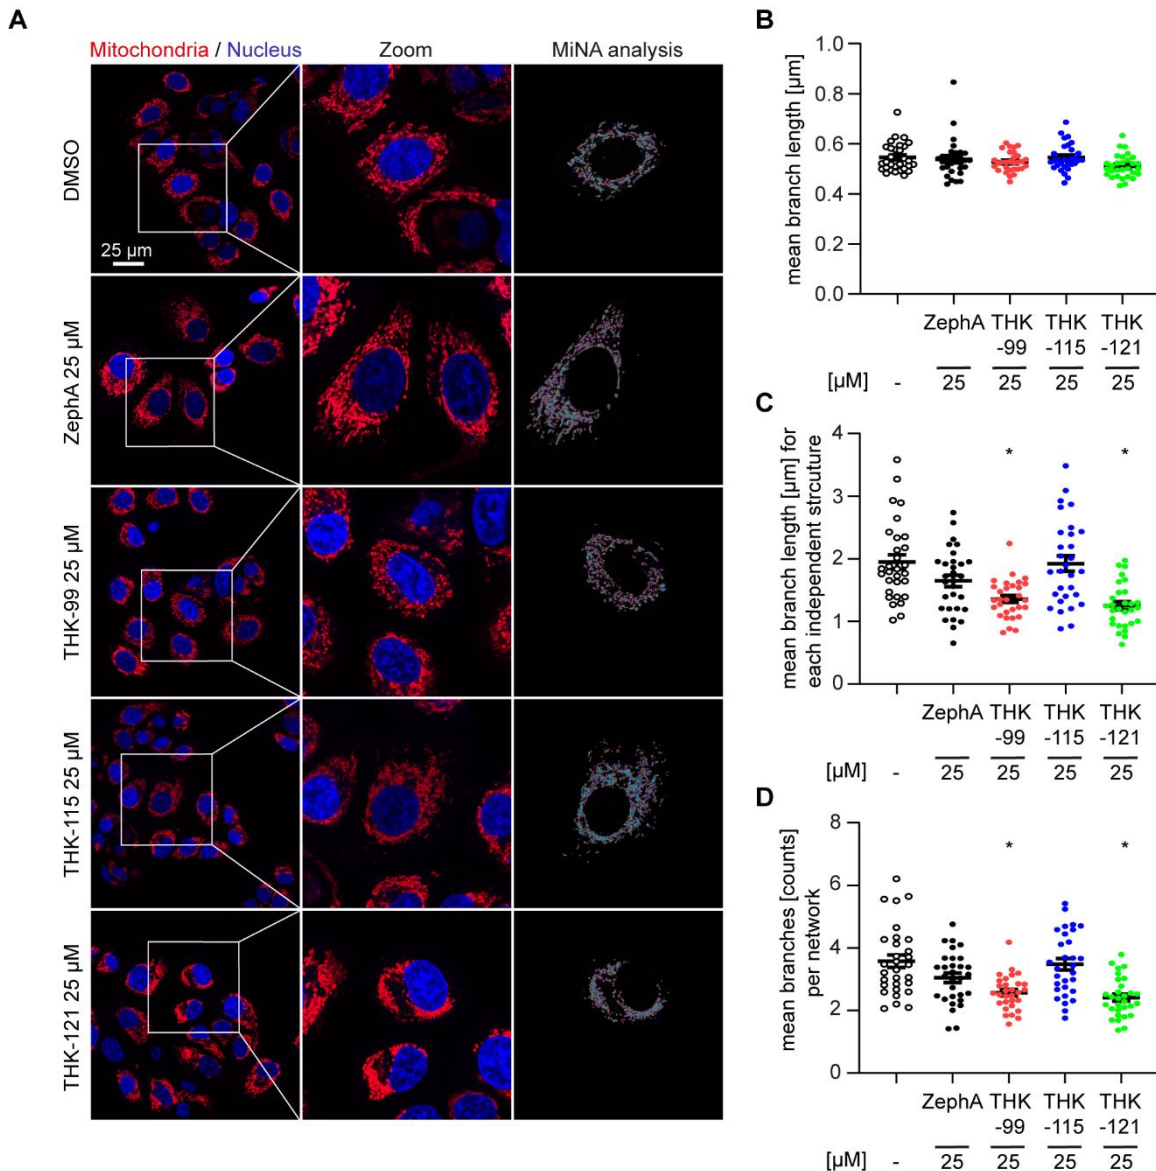 A
Mitochondria / Nucleus
Zoom
MiNA analysis
DMSO
25 µm
ZephA 25 µM
THK-99 25 µM
THK-115 25 µM
THK-121 25 µM
B
mean branch length [µm]
1.0
0.8
0.6
0.4
0.2
0.0
ZephA THK THK THK
-99 -115 -121
[µM] - 25 25 25 25
C
mean branch length [µm] for
each independent strcuture
4
3
2
1
0
* *
ZephA THK THK THK
-99 -115 -121
[µM] - 25 25 25 25
D
mean branches [counts]
per network
8
6
4
2
0
* *
ZephA THK THK THK
-99 -115 -121
[µM] - 25 25 25 25